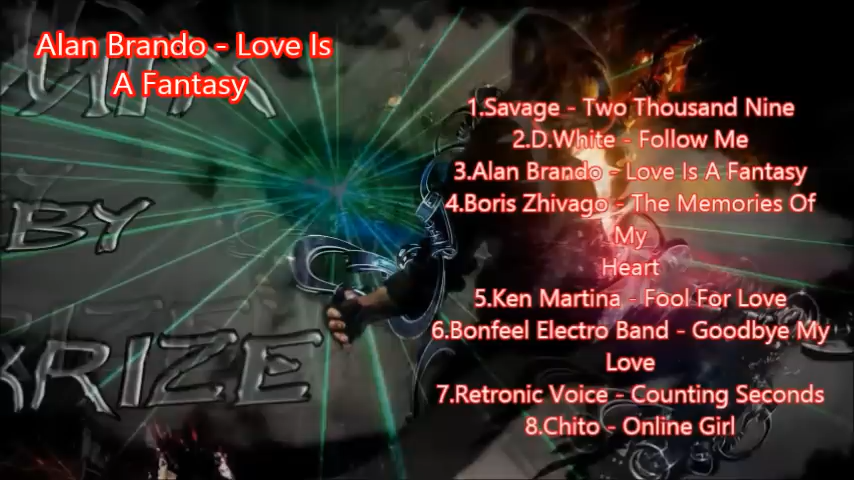 Alan Brando - Love Is
A Fantasy
1.Savage - Two Thousand Nine
2.D.White - Follow Me
3.Alan Brando - Love Is A Fantasy
4.Boris Zhivago - The Memories Of
My
Heart
5.Ken Martina - Fool For Love
6.Bonfeel Electro Band - Goodbye My
Love
7.Retronic Voice - Counting Seconds
8.Chito - Online Girl
BY